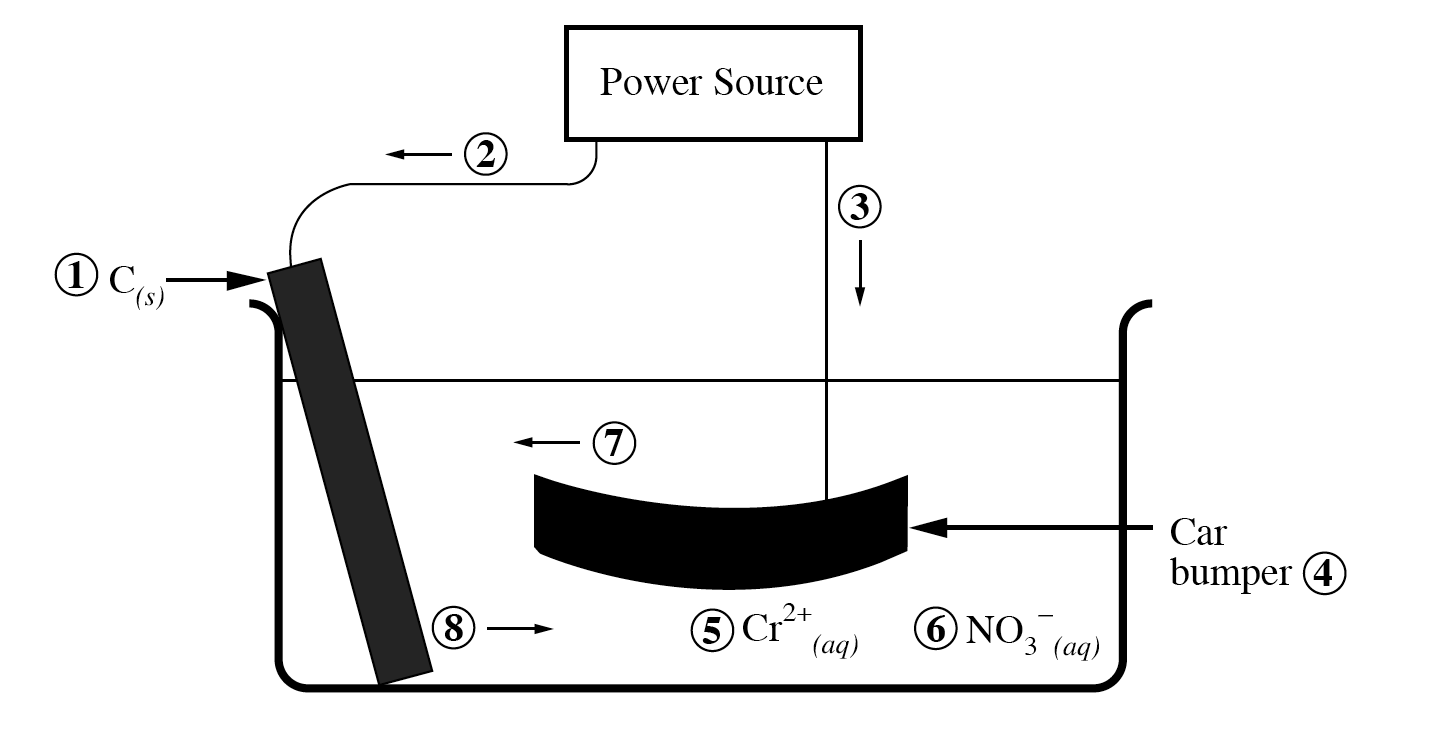 Power Source
②
③
① C(s)
⑦
Car
bumper ④
⑧
⑤ Cr²⁺(aq)
⑥ NO₃⁻(aq)